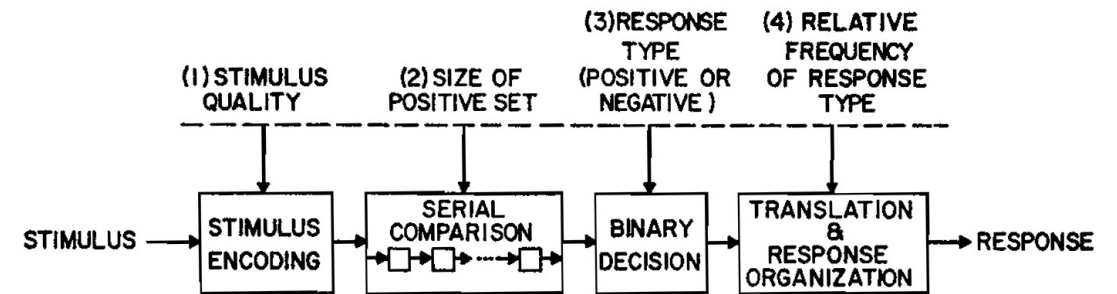 (1) STIMULUS
QUALITY
(2) SIZE OF
POSITIVE SET
(3) RESPONSE
TYPE
(POSITIVE OR
NEGATIVE)
(4) RELATIVE
FREQUENCY
OF RESPONSE
TYPE
STIMULUS
STIMULUS
ENCODING
SERIAL
COMPARISON
BINARY
DECISION
TRANSLATION
&
RESPONSE
ORGANIZATION
RESPONSE